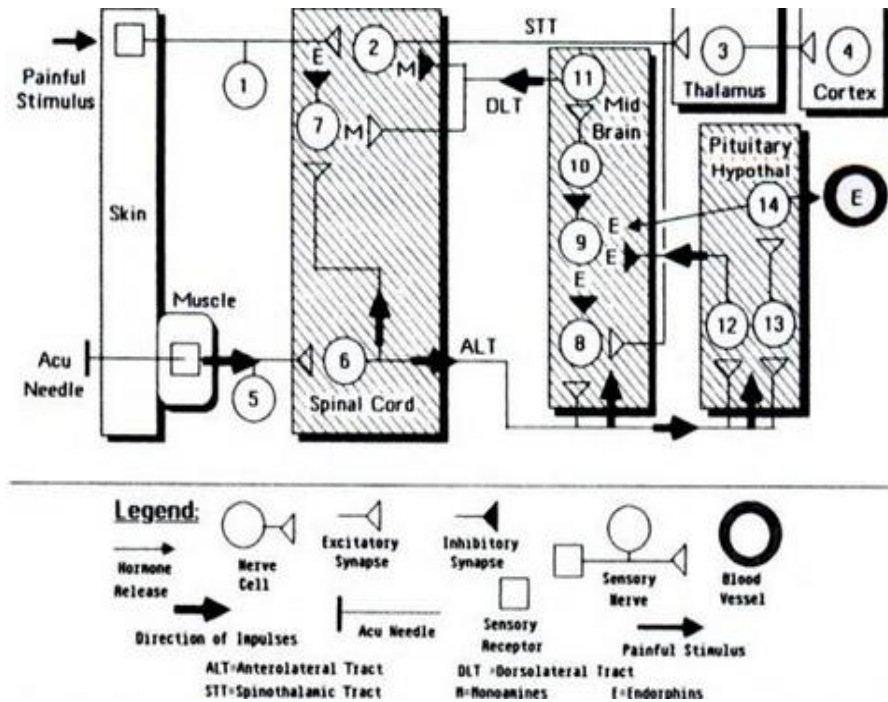 STT
Painful
Stimulus
1
E
2
M
3
4
Thalamus
Cortex
7
M
DLT
11
Mid
Brain
10
9
E
E
E
8
Pituitary
Hypothal
14
E
12
13
Skin
Muscle
Acu
Needle
5
6
Spinal Cord
ALT
Legend:
Hormone
Release
Nerve
Cell
Excitatory
Synapse
Inhibitory
Synapse
Sensory
Nerve
Blood
Vessel
Direction of Impulses
Acu Needle
Sensory
Receptor
Painful Stimulus
ALT=Anterolateral Tract
DLT =Dorsolateral Tract
STT=Spinothalamic Tract
M=Monoamines
E=Endorphins